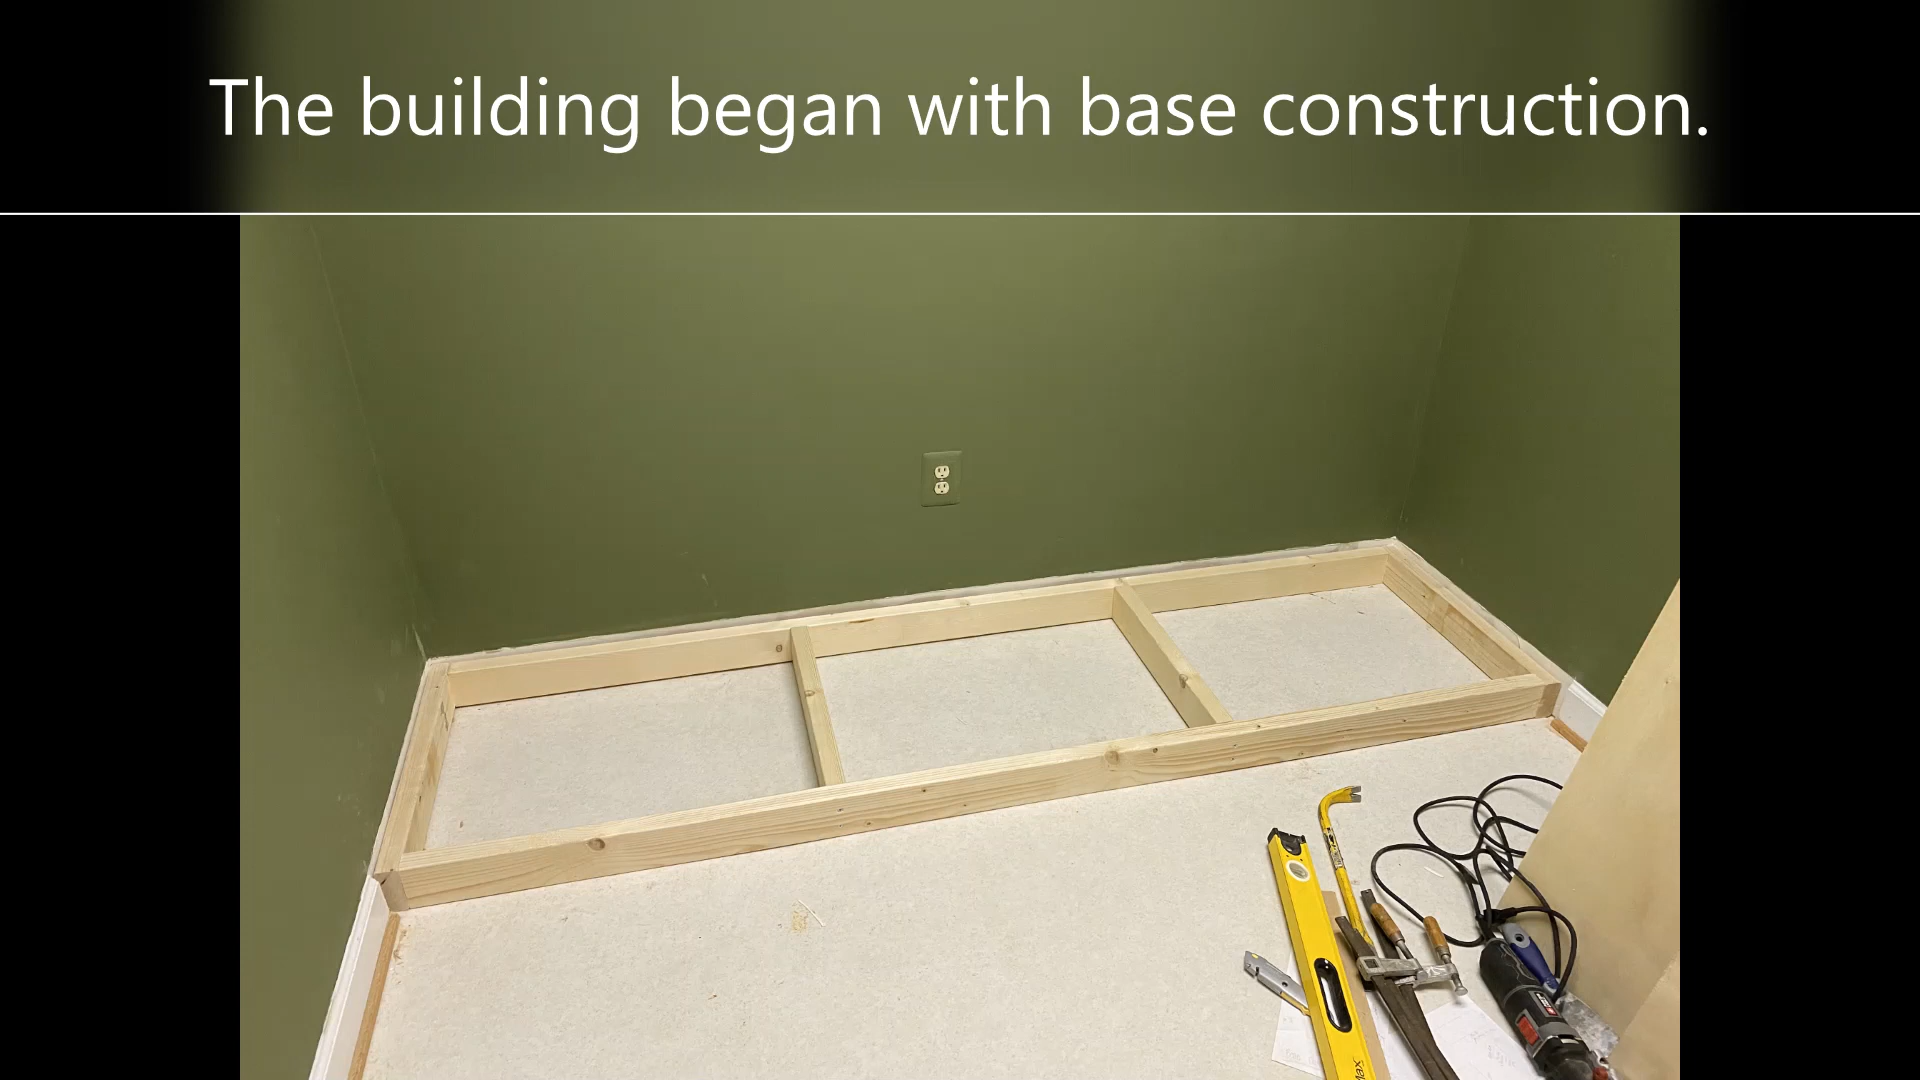 The building began with base construction.